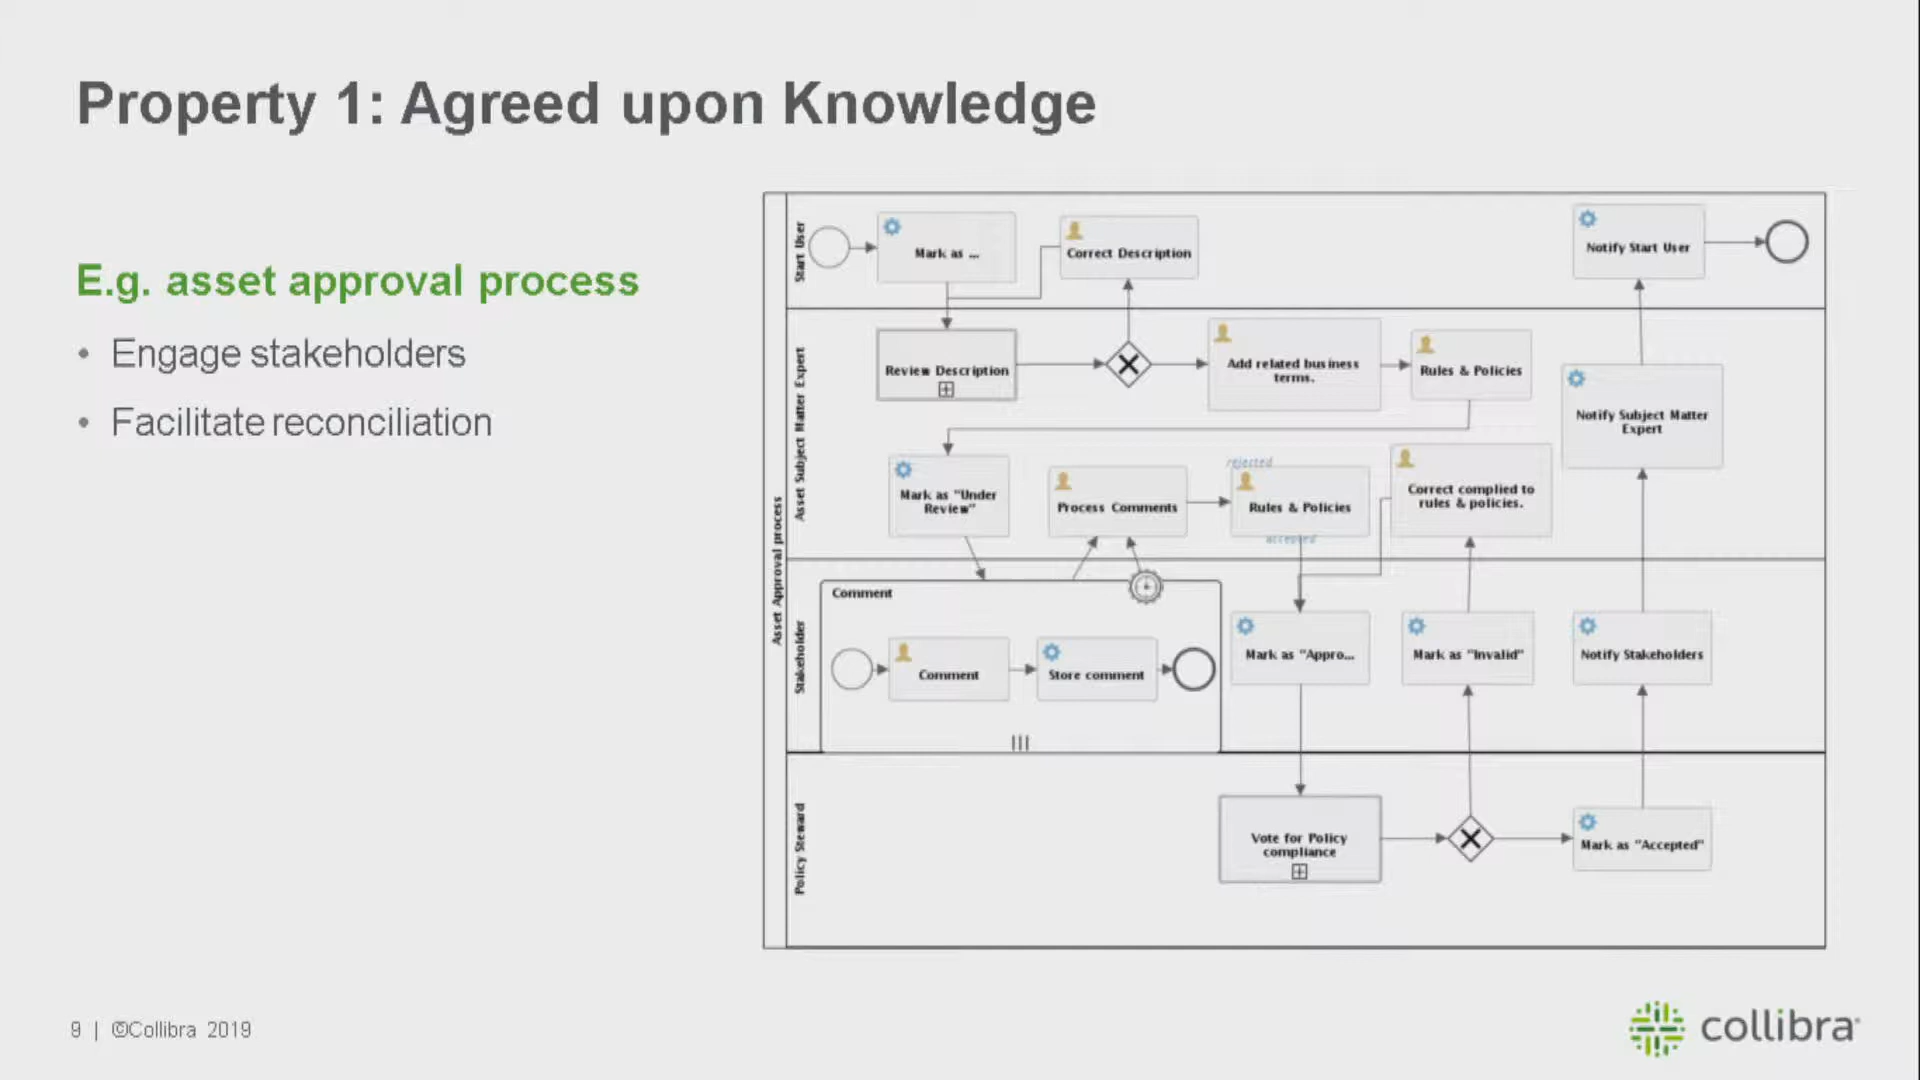 Property 1: Agreed upon Knowledge
E.g. asset approval process
• Engage stakeholders
• Facilitate reconciliation
Asset Approval process
Start User
Mark as ...
Correct Description
Notify Start User
Asset Subject Matter Expert
Review Description
Add related business
terms.
Rules & Policies
Notify Subject Matter
Expert
Mark as "Under
Review"
Process Comments
rejected
Rules & Policies
accepted
Correct complied to
rules & policies.
Stakeholder
Comment
Comment
Store comment
Mark as "Appro...
Mark as "Invalid"
Notify Stakeholders
Policy Steward
Vote for Policy
compliance
Mark as "Accepted"
9 | ©Collibra 2019
collibra